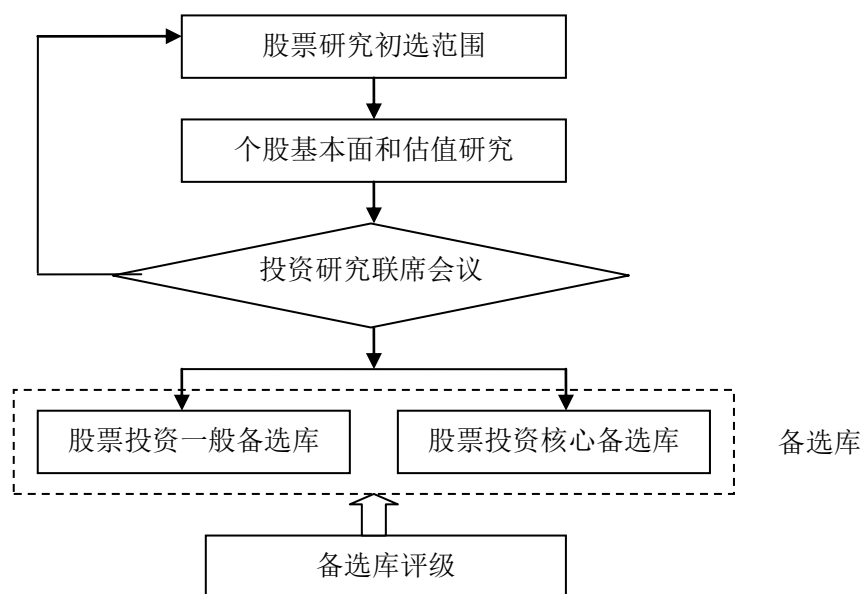 股票研究初选范围
个股基本面和估值研究
投资研究联席会议
股票投资一般备选库
股票投资核心备选库
备选库
备选库评级